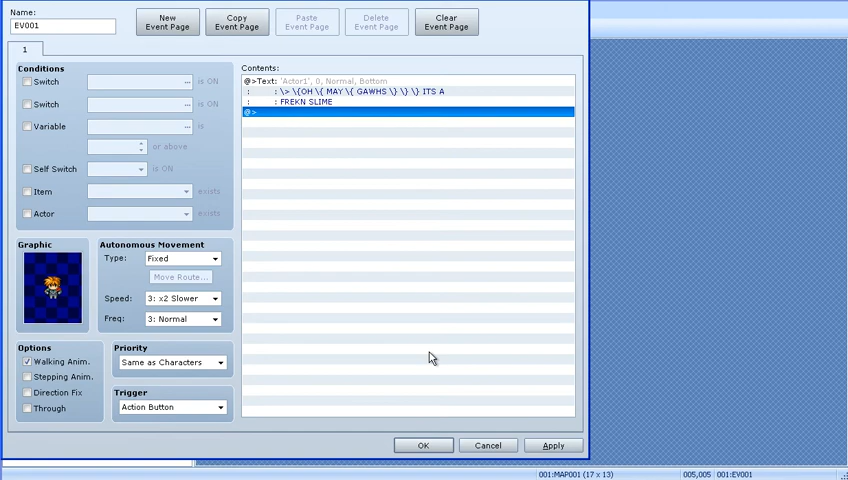 Name:
EV001
New
Event Page
Copy
Event Page
Paste
Event Page
Delete
Event Page
Clear
Event Page
1
Conditions
Switch ... is ON
Switch ... is ON
Variable ... is
or above
Self Switch is ON
Item exists
Actor exists
Graphic
Autonomous Movement
Type: Fixed
Move Route...
Speed: 3: x2 Slower
Freq: 3: Normal
Options
Walking Anim.
Stepping Anim.
Direction Fix
Through
Priority
Same as Characters
Trigger
Action Button
Contents:
@>Text: 'Actor1', 0, Normal, Bottom
: : \> \{OH \{ MAY \{ GAWHS \} \} \} ITS A
: : FREKN SLIME
@>
OK Cancel Apply
001:MAP001 (17 x 13) 005,005 001:EV001